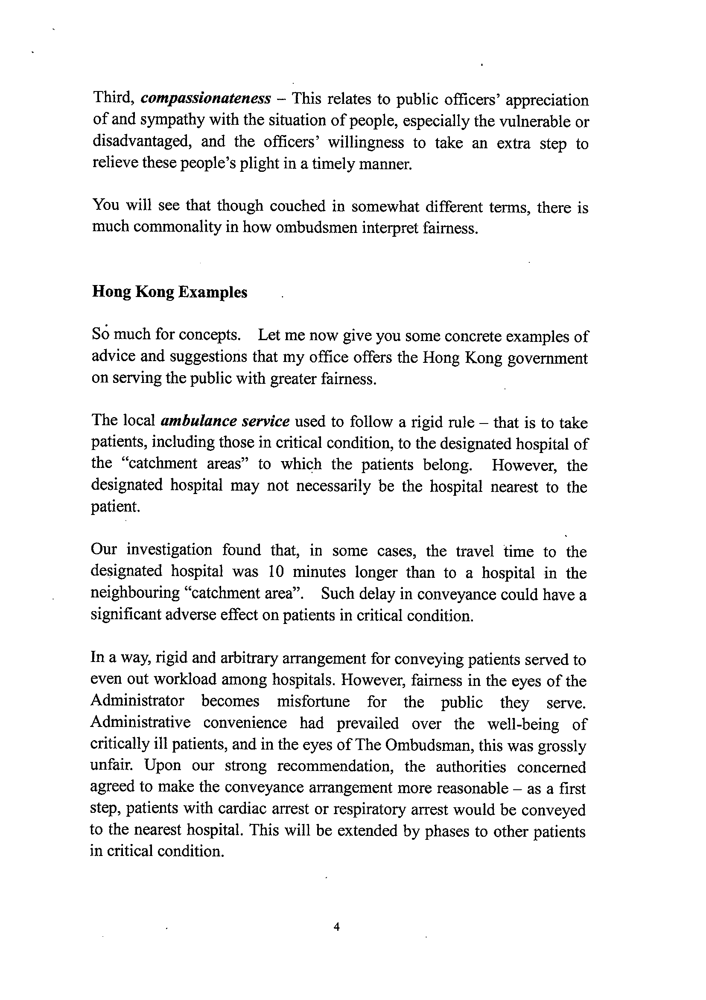 Third, compassionateness – This relates to public officers’ appreciation
of and sympathy with the situation of people, especially the vulnerable or
disadvantaged, and the officers’ willingness to take an extra step to
relieve these people’s plight in a timely manner.
You will see that though couched in somewhat different terms, there is
much commonality in how ombudsmen interpret fairness.
Hong Kong Examples
So much for concepts. Let me now give you some concrete examples of
advice and suggestions that my office offers the Hong Kong government
on serving the public with greater fairness.
The local ambulance service used to follow a rigid rule – that is to take
patients, including those in critical condition, to the designated hospital of
the “catchment areas” to which the patients belong. However, the
designated hospital may not necessarily be the hospital nearest to the
patient.
Our investigation found that, in some cases, the travel time to the
designated hospital was 10 minutes longer than to a hospital in the
neighbouring “catchment area”. Such delay in conveyance could have a
significant adverse effect on patients in critical condition.
In a way, rigid and arbitrary arrangement for conveying patients served to
even out workload among hospitals. However, fairness in the eyes of the
Administrator becomes misfortune for the public they serve.
Administrative convenience had prevailed over the well-being of
critically ill patients, and in the eyes of The Ombudsman, this was grossly
unfair. Upon our strong recommendation, the authorities concerned
agreed to make the conveyance arrangement more reasonable – as a first
step, patients with cardiac arrest or respiratory arrest would be conveyed
to the nearest hospital. This will be extended by phases to other patients
in critical condition.
4